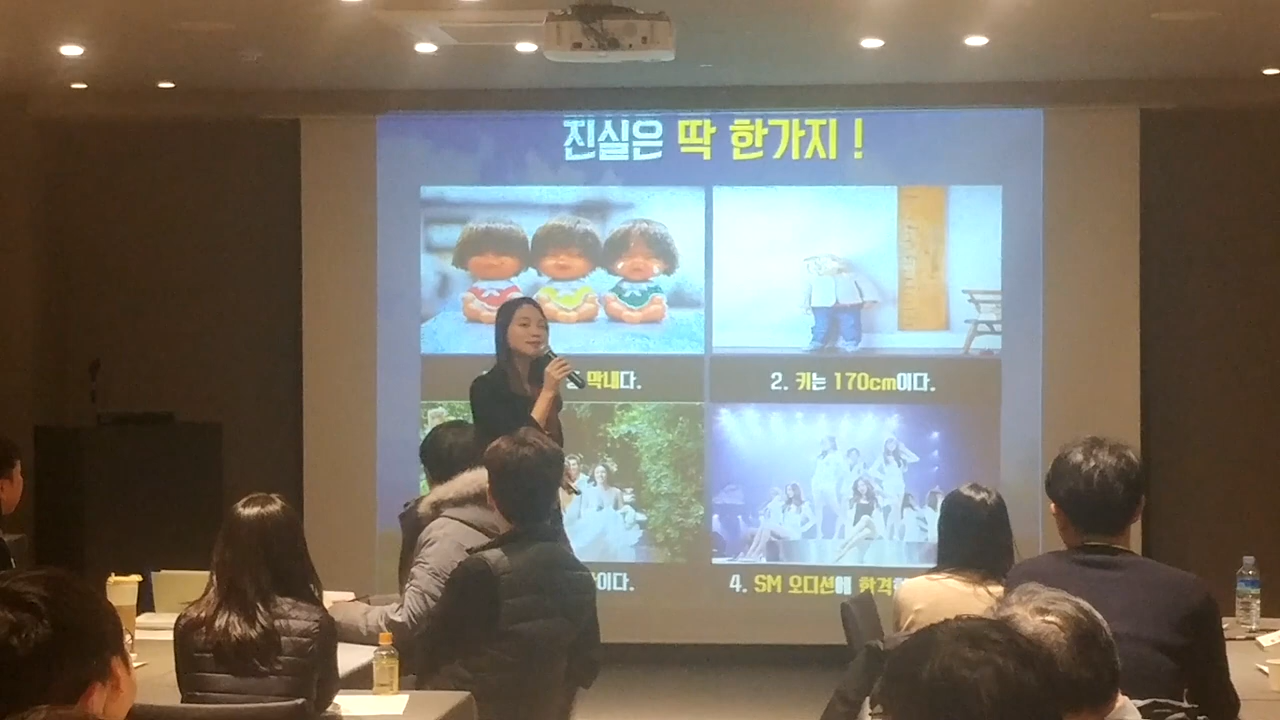 진실은 딱 한가지 !
막내다.
2. 키는 170cm이다.
이다.
4. SM 오디션에 합격